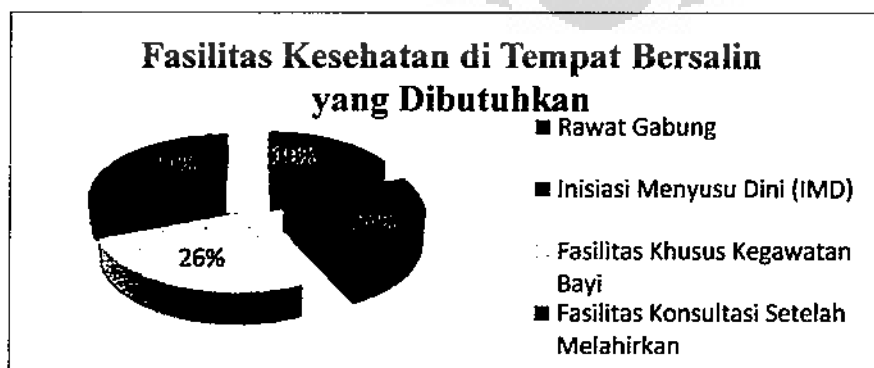 Fasilitas Kesehatan di Tempat Bersalin
yang Dibutuhkan
Rawat Gabung
Inisiasi Menyusu Dini (IMD)
26%
Fasilitas Khusus Kegawatan
Bayi
Fasilitas Konsultasi Setelah
Melahirkan